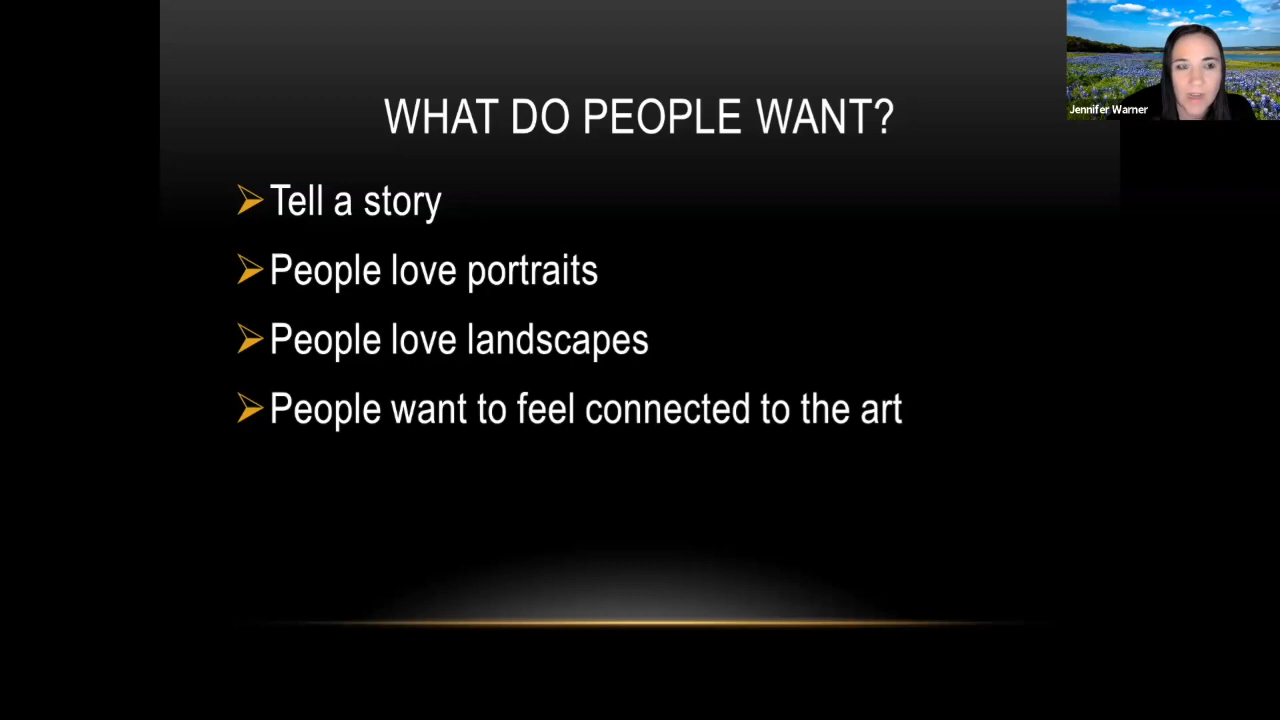 WHAT DO PEOPLE WANT?
Jennifer Warner
Tell a story
People love portraits
People love landscapes
People want to feel connected to the art